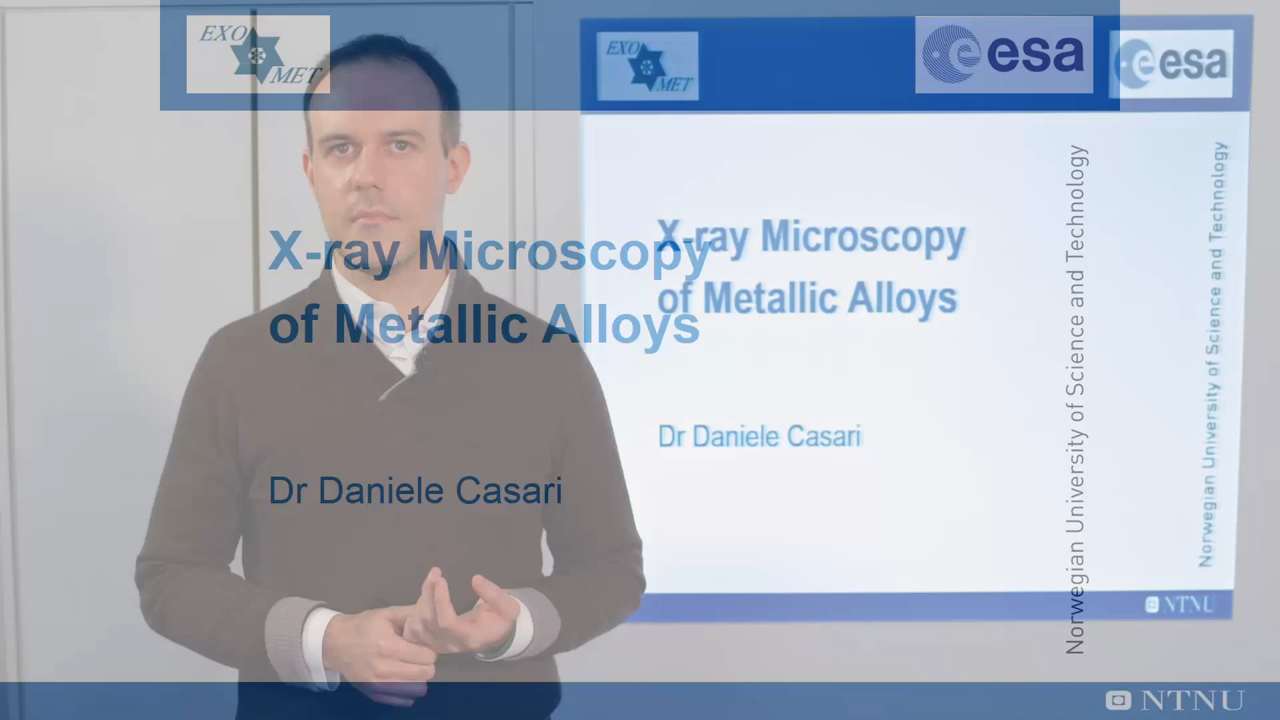 EXO
MET
esa
X-ray Microscopy
of Metallic Alloys
Dr Daniele Casari
Norwegian University of Science and Technology
NTNU
EXO
MET
esa
X-ray Microscopy
of Metallic Alloys
Dr Daniele Casari
Norwegian University of Science and Technology
NTNU